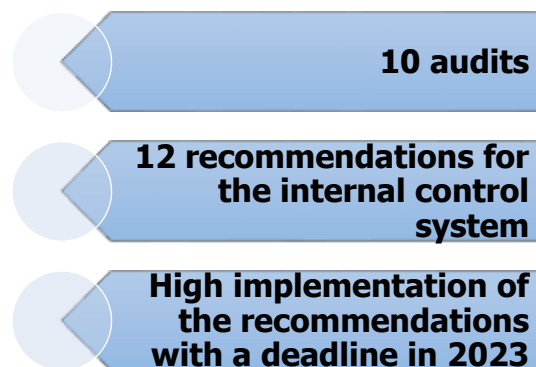 10 audits
12 recommendations for
the internal control
system
High implementation of
the recommendations
with a deadline in 2023